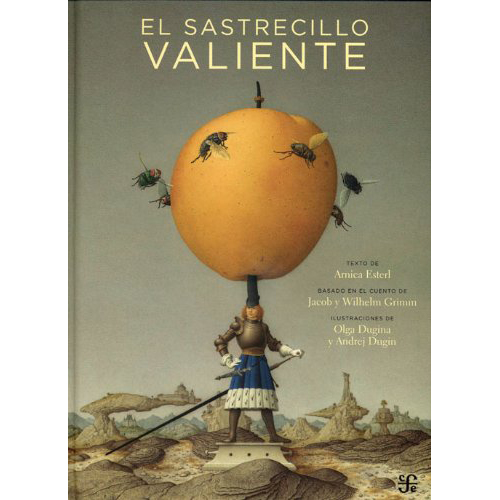 EL SASTRECILLO
VALIENTE
TEXTO DE
Arnica Esterl
BASADO EN EL CUENTO DE
Jacob y Wilhelm Grimm
ILUSTRACIONES DE
Olga Dugina
y Andrej Dugin
cfe